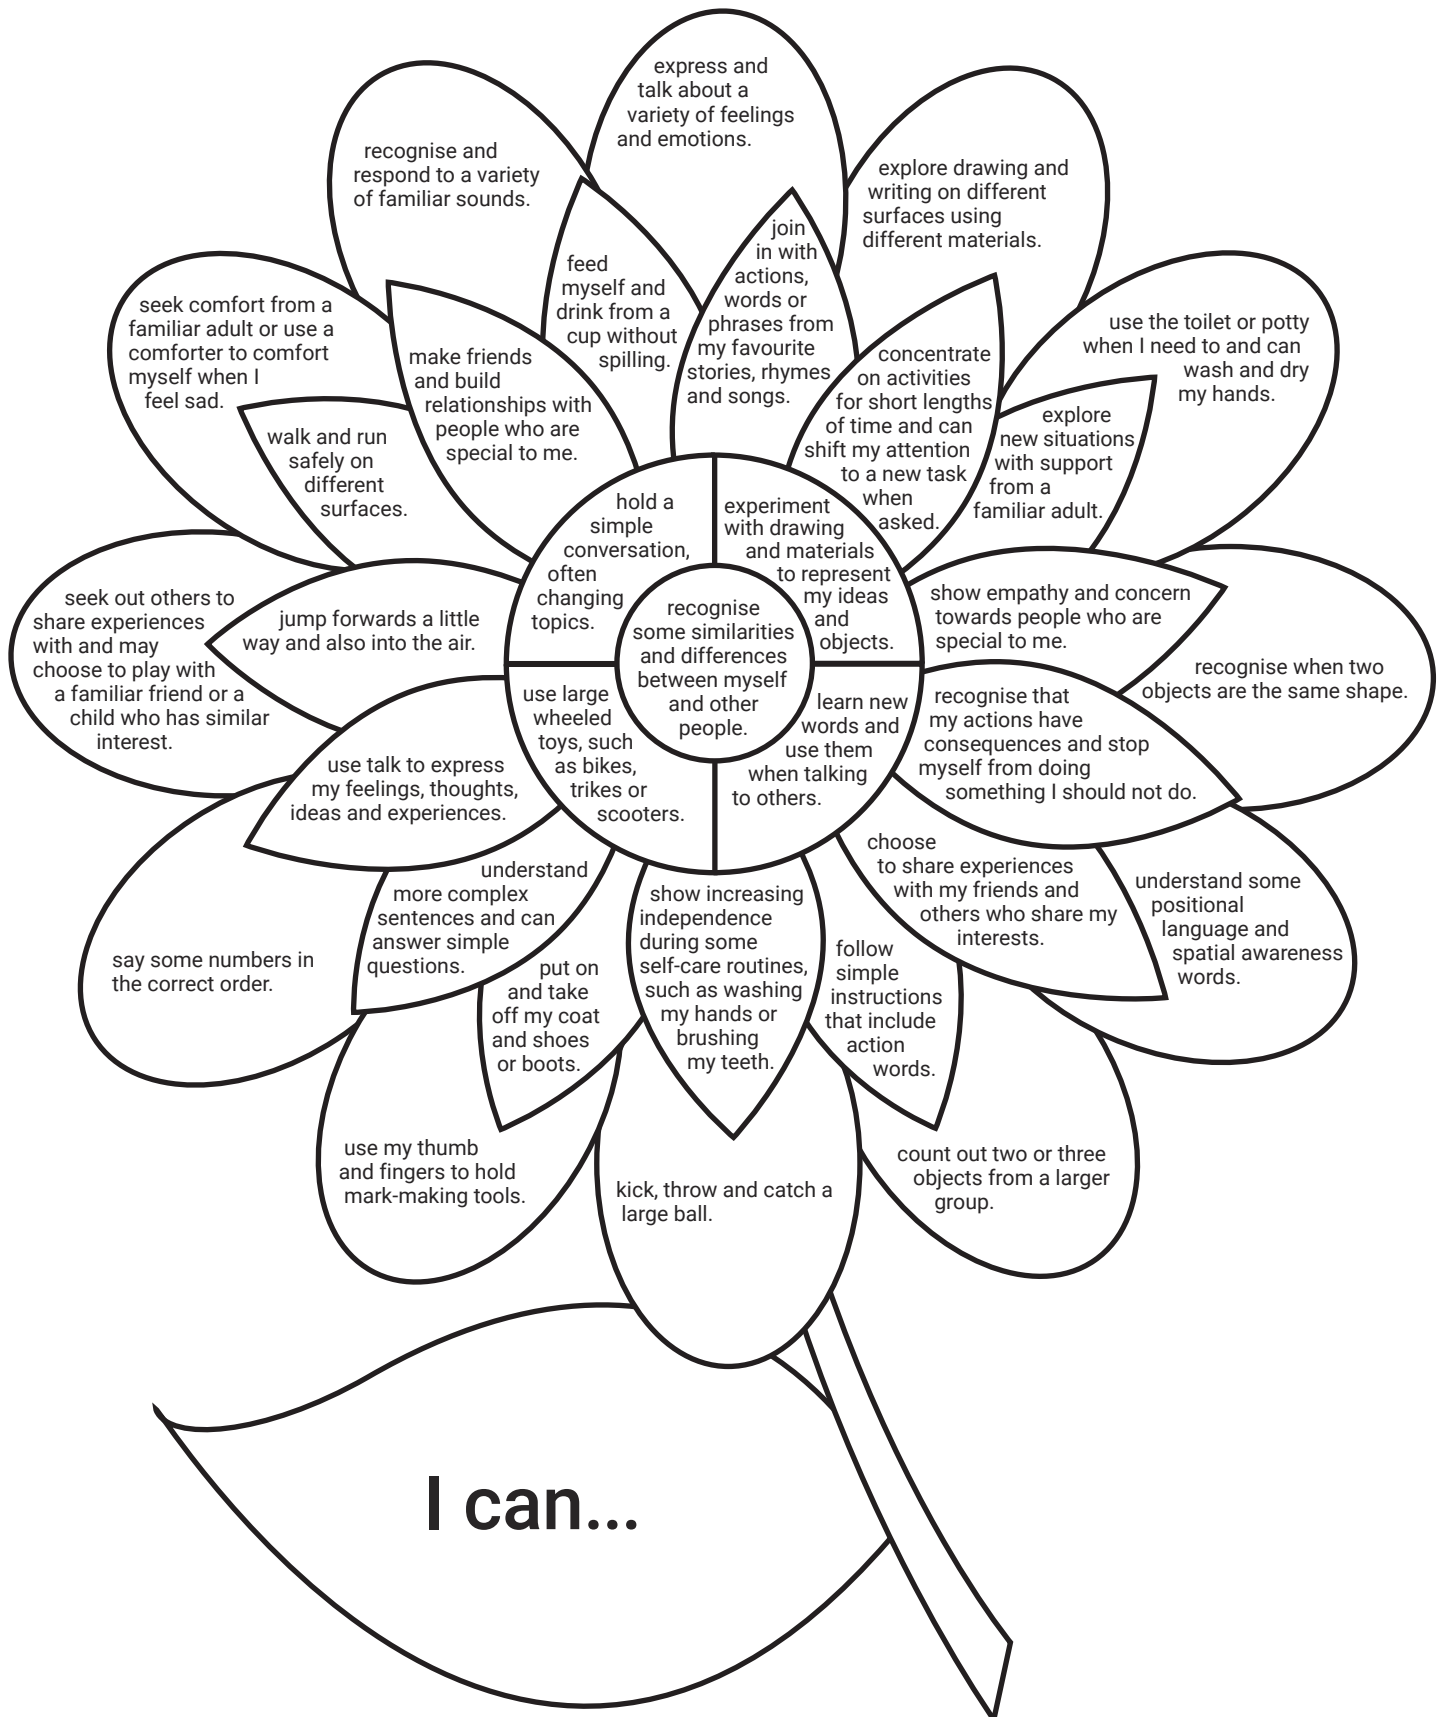 express and
talk about a
variety of feelings
and emotions.
recognise and
respond to a variety
of familiar sounds.
explore drawing and
writing on different
surfaces using
different materials.
seek comfort from a
familiar adult or use a
comforter to comfort
myself when I
feel sad.
feed
myself and
drink from a
cup without
spilling.
join
in with
actions,
words or
phrases from
my favourite
stories, rhymes
and songs.
use the toilet or potty
when I need to and can
wash and dry
my hands.
make friends
and build
relationships with
people who are
special to me.
concentrate
on activities
for short lengths
of time and can
shift my attention
to a new task
when
asked.
walk and run
safely on
different
surfaces.
explore
new situations
with support
from a
familiar adult.
hold a
simple
conversation,
often
changing
topics.
experiment
with drawing
and materials
to represent
my ideas
and
objects.
seek out others to
share experiences
with and may
choose to play with
a familiar friend or a
child who has similar
interest.
jump forwards a little
way and also into the air.
recognise
some similarities
and differences
between myself
and other
people.
show empathy and concern
towards people who are
special to me.
recognise when two
objects are the same shape.
use large
wheeled
toys, such
as bikes,
trikes or
scooters.
learn new
words and
use them
when talking
to others.
recognise that
my actions have
consequences and stop
myself from doing
something I should not do.
use talk to express
my feelings, thoughts,
ideas and experiences.
choose
to share experiences
with my friends and
others who share my
interests.
understand some
positional
language and
spatial awareness
words.
understand
more complex
sentences and can
answer simple
questions.
show increasing
independence
during some
self-care routines,
such as washing
my hands or
brushing
my teeth.
follow
simple
instructions
that include
action
words.
say some numbers in
the correct order.
put on
and take
off my coat
and shoes
or boots.
use my thumb
and fingers to hold
mark-making tools.
kick, throw and catch a
large ball.
count out two or three
objects from a larger
group.
I can...